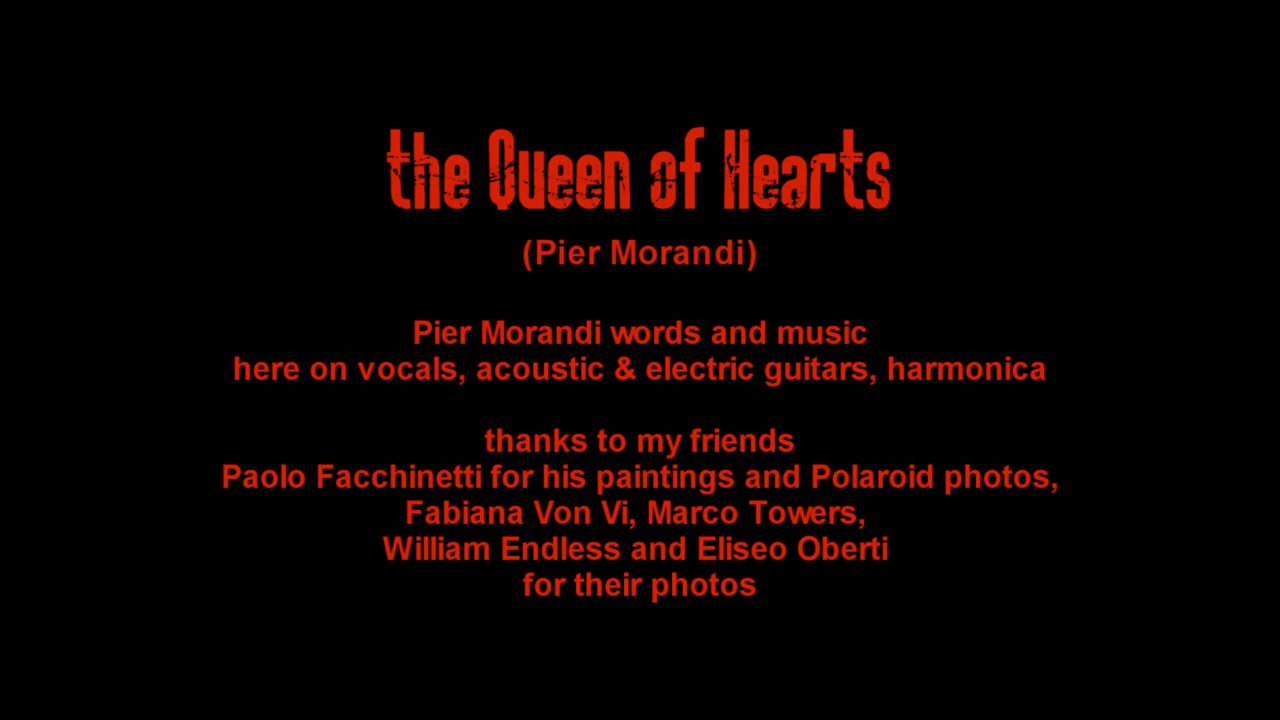 the Queen of Hearts
(Pier Morandi)
Pier Morandi words and music
here on vocals, acoustic & electric guitars, harmonica
thanks to my friends
Paolo Facchinetti for his paintings and Polaroid photos,
Fabiana Von Vi, Marco Towers,
William Endless and Eliseo Oberti
for their photos